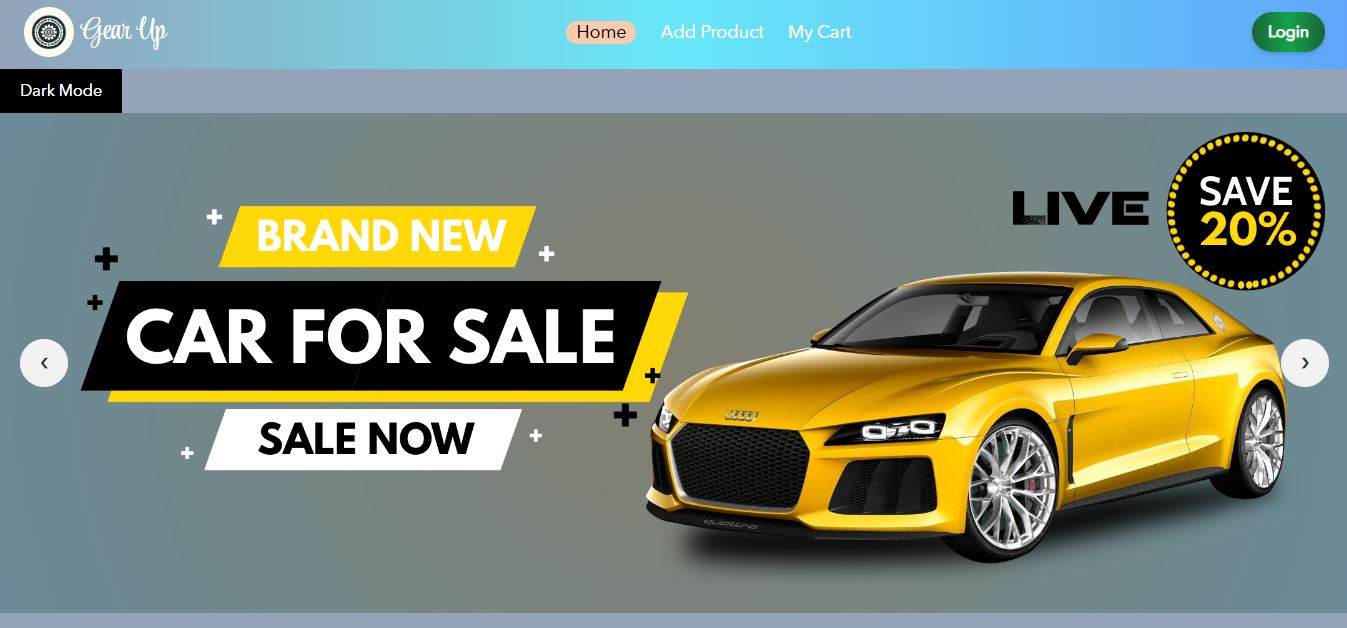 Gear Up
Home
Add Product
My Cart
Login
Dark Mode
LIVE
SAVE
20%
BRAND NEW
CAR FOR SALE
SALE NOW
quattro